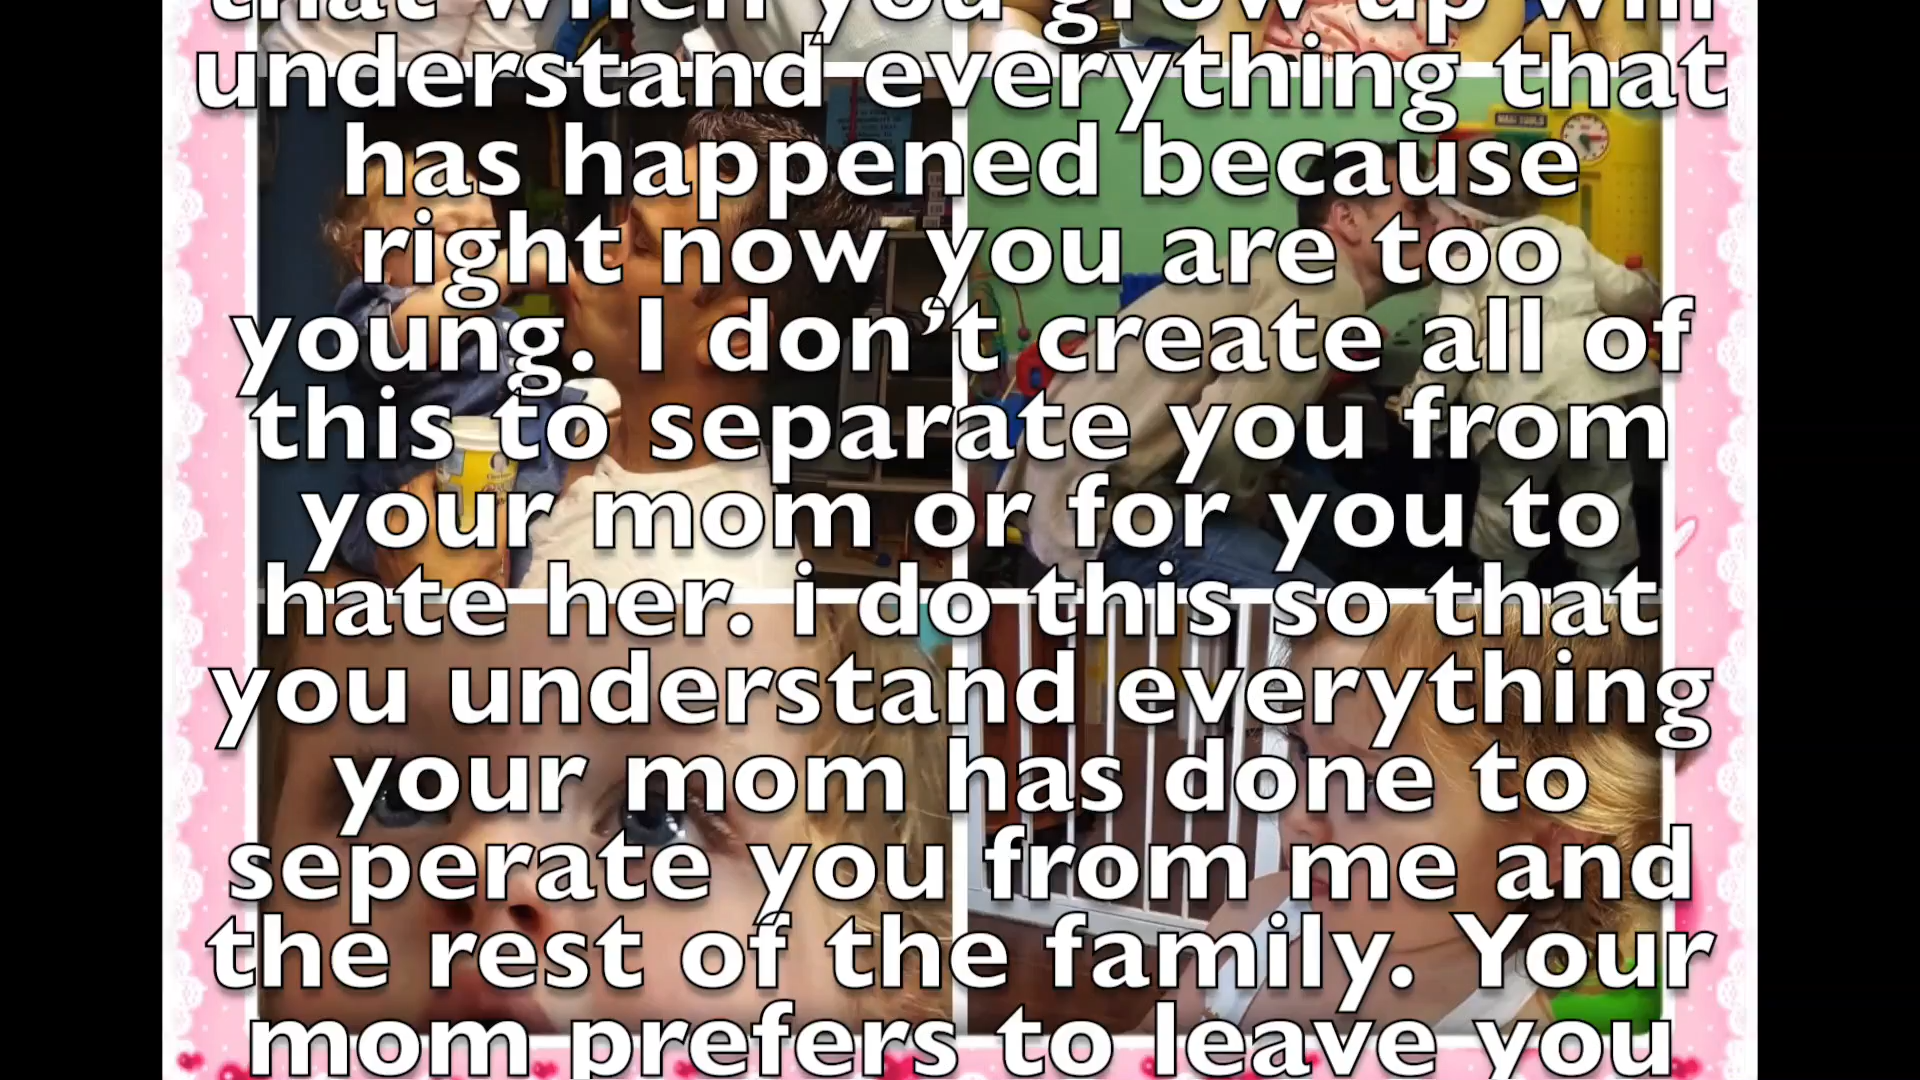 that when you grow up will
understand everything that
has happened because
right now you are too
young. I don’t create all of
this to separate you from
your mom or for you to
hate her. i do this so that
you understand everything
your mom has done to
seperate you from me and
the rest of the family. Your
mom prefers to leave you